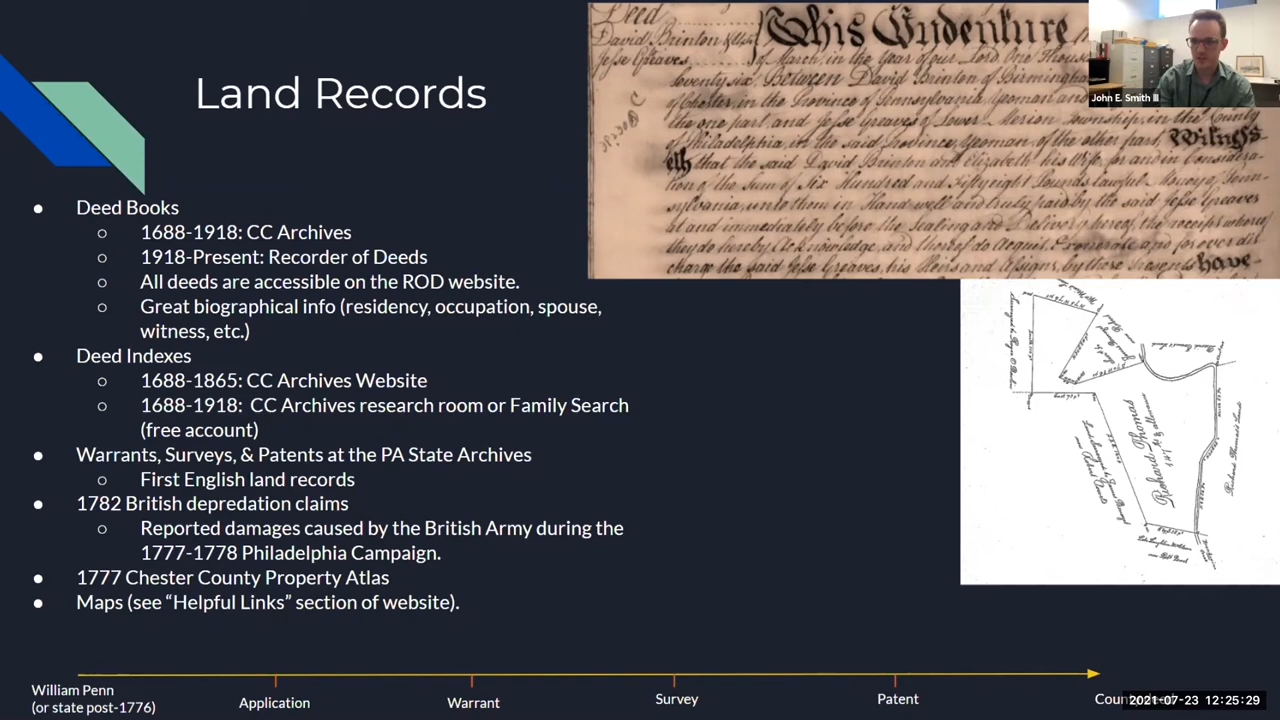 Land Records
● Deed Books
○ 1688-1918: CC Archives
○ 1918-Present: Recorder of Deeds
○ All deeds are accessible on the ROD website.
○ Great biographical info (residency, occupation, spouse,
witness, etc.)
● Deed Indexes
○ 1688-1865: CC Archives Website
○ 1688-1918: CC Archives research room or Family Search
(free account)
● Warrants, Surveys, & Patents at the PA State Archives
○ First English land records
● 1782 British depredation claims
○ Reported damages caused by the British Army during the
1777-1778 Philadelphia Campaign.
● 1777 Chester County Property Atlas
● Maps (see “Helpful Links” section of website).
Deed
David Brinton
Jesse Greaves
This Indenture
of March, in the Year of our Lord One Thous
seventy six, Between David Brinton of Birmingham
of Chester, in the Province of Pennsylvania, Yeoman and
the one part, and Jesse Greaves of Lower Merion Township, in the County
of Philadelphia, in the said Province, Yeoman, of the other part, Witness
eth that the said David Brinton and Elizabeth his Wife, for and in Considera-
tion of the Sum of Six Hundred and Fifty eight Pounds lawful Money of Penn-
sylvania, unto them in Hand well and truly paid by the said Jesse Greaves
at and immediately before the Sealing and Delivery hereof, the receipt whereof
they do hereby Acknowledge, and thereof do Acquit, Exonerate and forever dis-
charge the said Jesse Greaves, his Heirs and Assigns, by these Presents have
John E. Smith III
Richard Thomas
Richard Thomas's Land
William Penn
(or state post-1776)
Application
Warrant
Survey
Patent
2021-07-23 12:25:29